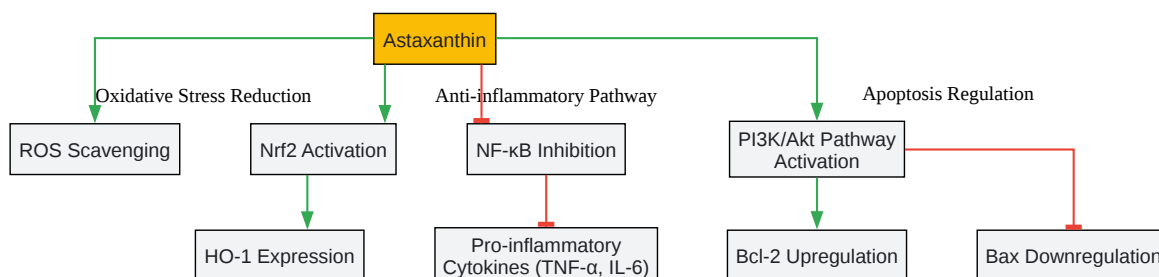 Astaxanthin
Oxidative Stress Reduction
Anti-inflammatory Pathway
Apoptosis Regulation
ROS Scavenging
Nrf2 Activation
NF-κB Inhibition
PI3K/Akt Pathway
Activation
HO-1 Expression
Pro-inflammatory
Cytokines (TNF-α, IL-6)
Bcl-2 Upregulation
Bax Downregulation